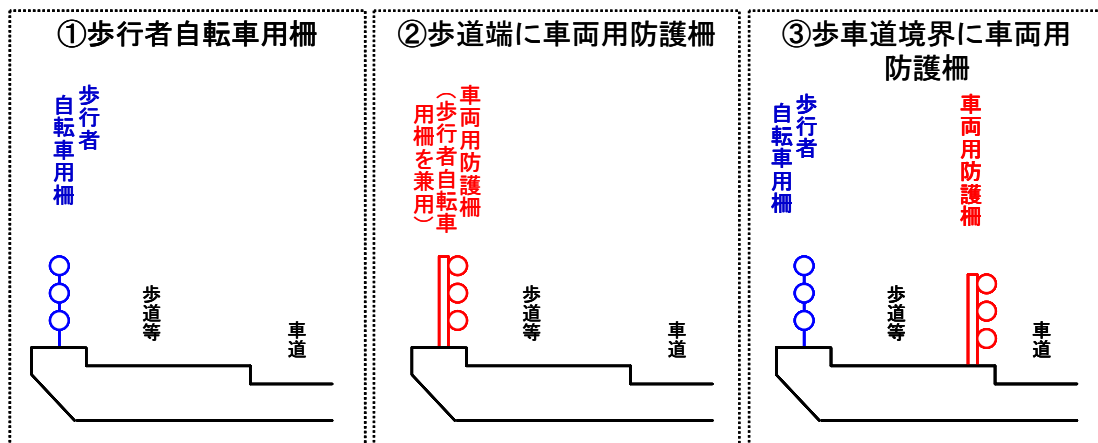 ①歩行者自転車用柵
歩行者
自転車用柵
歩道等
車道
②歩道端に車両用防護柵
車両用防護柵
（歩行者自転車
用柵を兼用）
歩道等
車道
③歩車道境界に車両用
防護柵
歩行者
自転車用柵
車両用防護柵
歩道等
車道